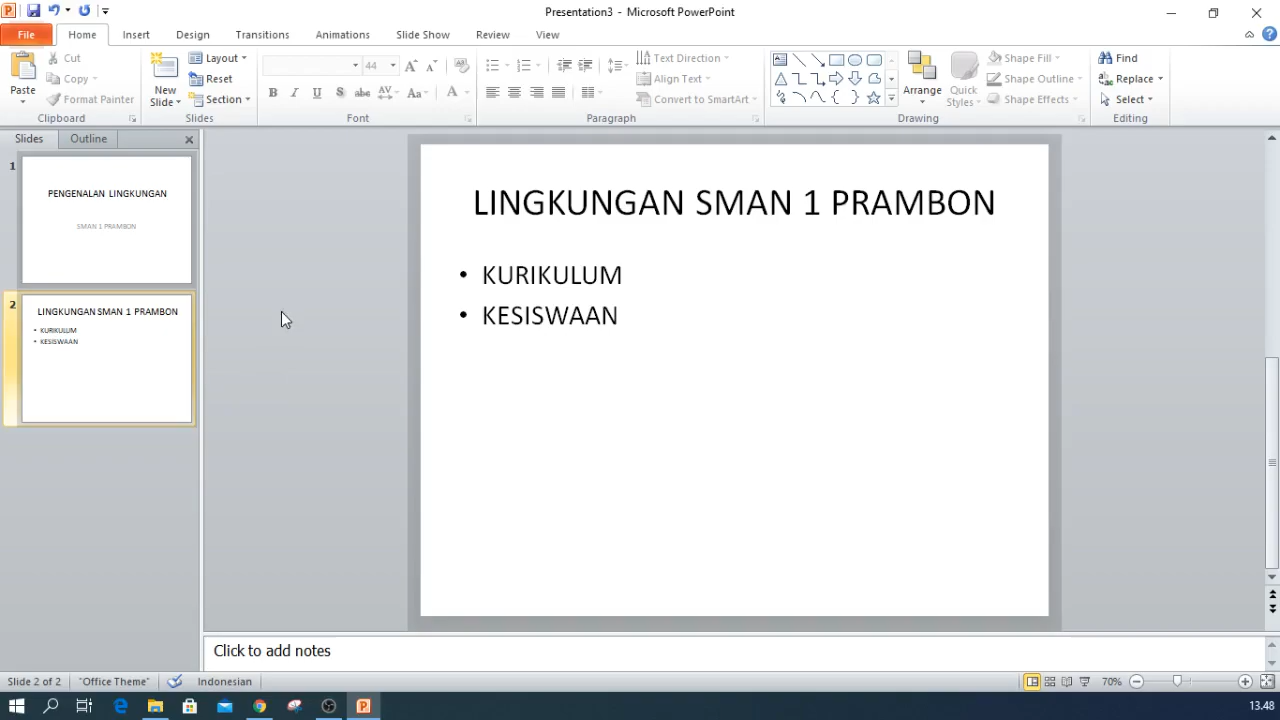 Presentation3 - Microsoft PowerPoint
File Home Insert Design Transitions Animations Slide Show Review View
Paste
Cut
Copy
Format Painter
Clipboard
New Slide
Layout
Reset
Section
Slides
44
B I U S abc AV Aa A
Font
Text Direction
Align Text
Convert to SmartArt
Paragraph
Arrange
Quick Styles
Shape Fill
Shape Outline
Shape Effects
Drawing
Find
Replace
Select
Editing
Slides Outline
1
PENGENALAN LINGKUNGAN
SMAN 1 PRAMBON
2
LINGKUNGAN SMAN 1 PRAMBON
• KURIKULUM
• KESISWAAN
LINGKUNGAN SMAN 1 PRAMBON
• KURIKULUM
• KESISWAAN
Click to add notes
Slide 2 of 2 "Office Theme" Indonesian 70%
13.48